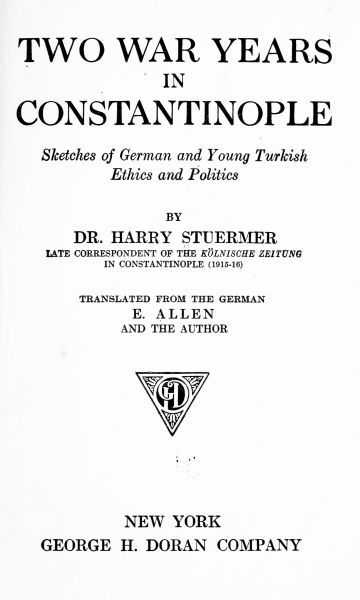 TWO WAR YEARS
IN
CONSTANTINOPLE
Sketches of German and Young Turkish
Ethics and Politics
BY
DR. HARRY STUERMER
LATE CORRESPONDENT OF THE KÖLNISCHE ZEITUNG
IN CONSTANTINOPLE (1915-16)
TRANSLATED FROM THE GERMAN
E. ALLEN
AND THE AUTHOR
GHD
NEW YORK
GEORGE H. DORAN COMPANY